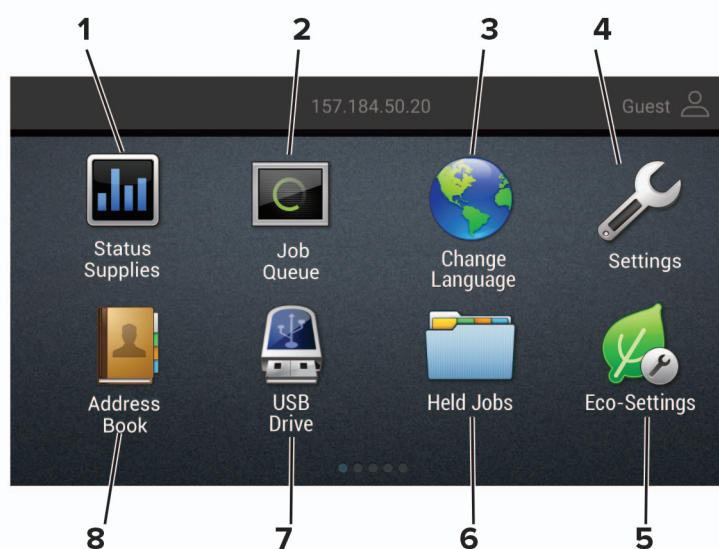 1 2 3 4
157.184.50.20 Guest
Status Job Change Settings
Supplies Queue Language
Address USB Held Jobs Eco-Settings
Book Drive
8 7 6 5